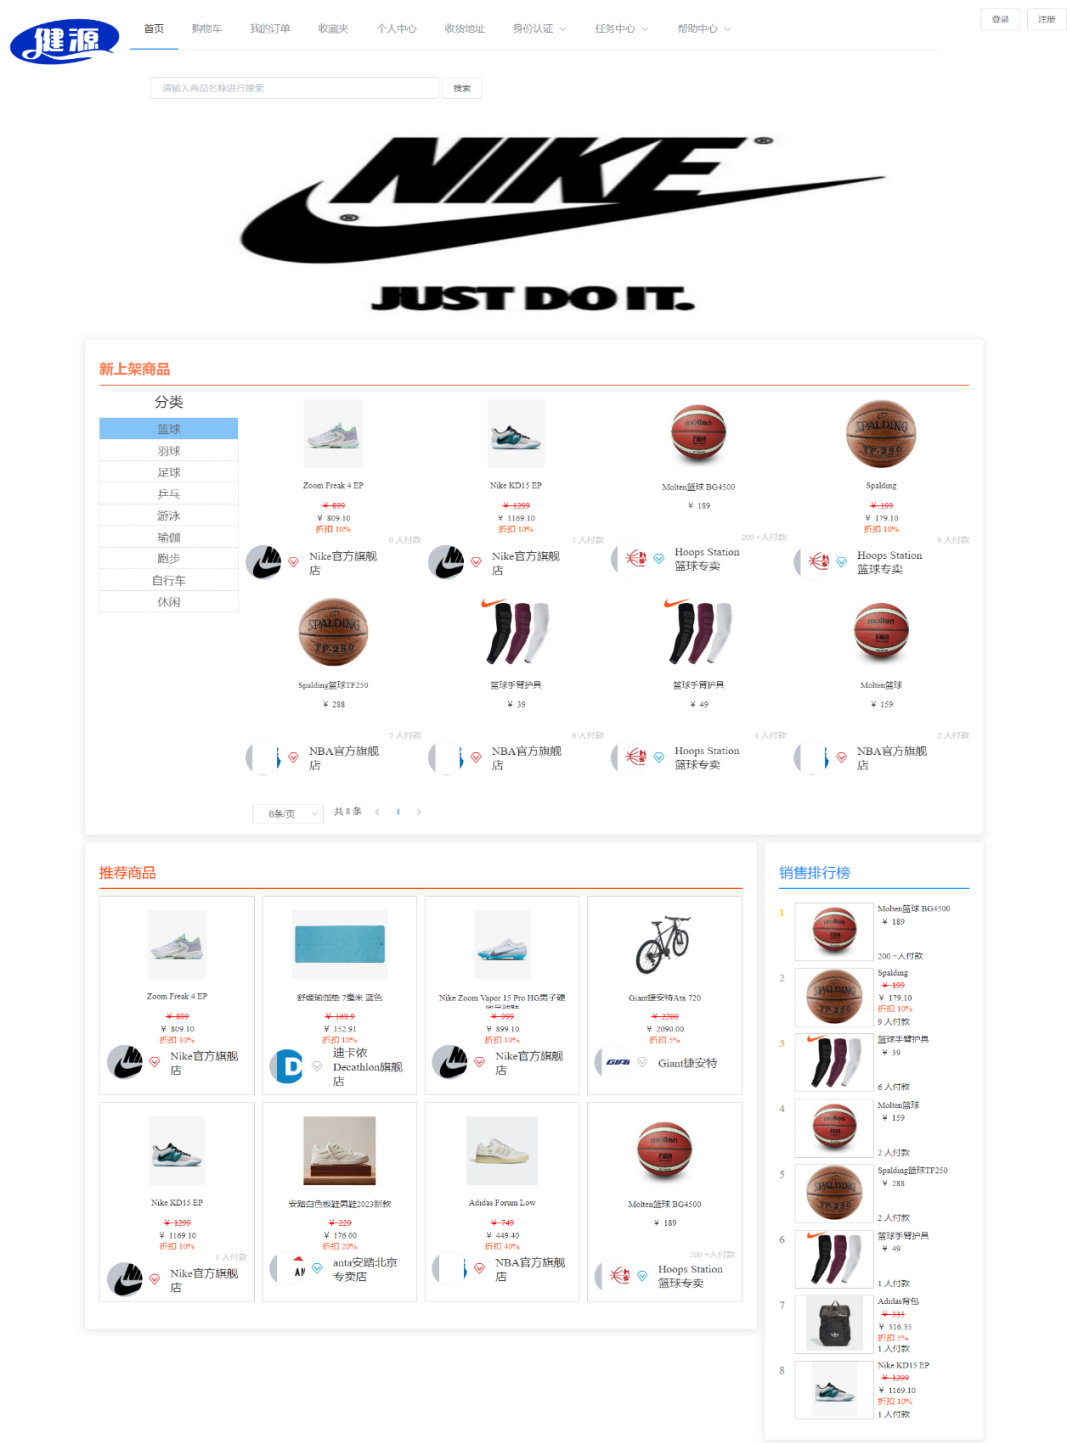 健源
首页 购物车 我的订单 收藏夹 个人中心 收货地址 身份认证 任务中心 帮助中心
登录 注册
请输入商品名称进行搜索 搜索
NIKE®
®
JUST DO IT.
新上架商品
分类
篮球
羽球
足球
乒乓
游泳
瑜伽
跑步
自行车
休闲
Zoom Freak 4 EP
¥ 899
¥ 809.10
折扣 10%
0 人付款
Nike官方旗舰
店
Nike KD15 EP
¥ 1299
¥ 1169.10
折扣 10%
1 人付款
Nike官方旗舰
店
molten
Molten篮球 BG4500
¥ 189
200 +人付款
Hoops Station
篮球专卖
SPALDING
TF-250
Spalding
¥ 199
¥ 179.10
折扣 10%
9 人付款
Hoops Station
篮球专卖
SPALDING
TF-250
Spalding篮球TF250
¥ 288
2 人付款
NBA官方旗舰
店
篮球手臂护具
¥ 39
6 人付款
NBA官方旗舰
店
篮球手臂护具
¥ 49
1 人付款
Hoops Station
篮球专卖
molten
Molten篮球
¥ 159
2 人付款
NBA官方旗舰
店
8条/页 共 8 条 1
推荐商品
Zoom Freak 4 EP
¥ 899
¥ 809.10
折扣 10%
Nike官方旗舰
店
舒缓瑜伽垫 7毫米 蓝色
¥ 169.9
¥ 152.91
折扣 10%
D
迪卡侬
Decathlon旗舰
店
Nike Zoom Vapor 15 Pro HG男子硬
¥ 999
¥ 899.10
折扣 10%
Nike官方旗舰
店
Giant捷安特Atx 720
¥ 2200
¥ 2090.00
折扣 5%
Giant捷安特
Nike KD15 EP
¥ 1299
¥ 1169.10
折扣 10%
1 人付款
Nike官方旗舰
店
安踏白色板鞋男鞋2023新款
¥ 220
¥ 176.00
折扣 20%
anta安踏北京
专卖店
Adidas Forum Low
¥ 749
¥ 449.40
折扣 40%
NBA官方旗舰
店
molten
Molten篮球 BG4500
¥ 189
200 +人付款
Hoops Station
篮球专卖
销售排行榜
1
Molten篮球 BG4500
¥ 189
200 +人付款
2
Spalding
¥ 199
¥ 179.10
折扣 10%
9 人付款
3
篮球手臂护具
¥ 39
6 人付款
4
Molten篮球
¥ 159
2 人付款
5
Spalding篮球TF250
¥ 288
2 人付款
6
篮球手臂护具
¥ 49
1 人付款
7
Adidas背包
¥ 333
¥ 316.35
折扣 5%
1 人付款
8
Nike KD15 EP
¥ 1299
¥ 1169.10
折扣 10%
1 人付款